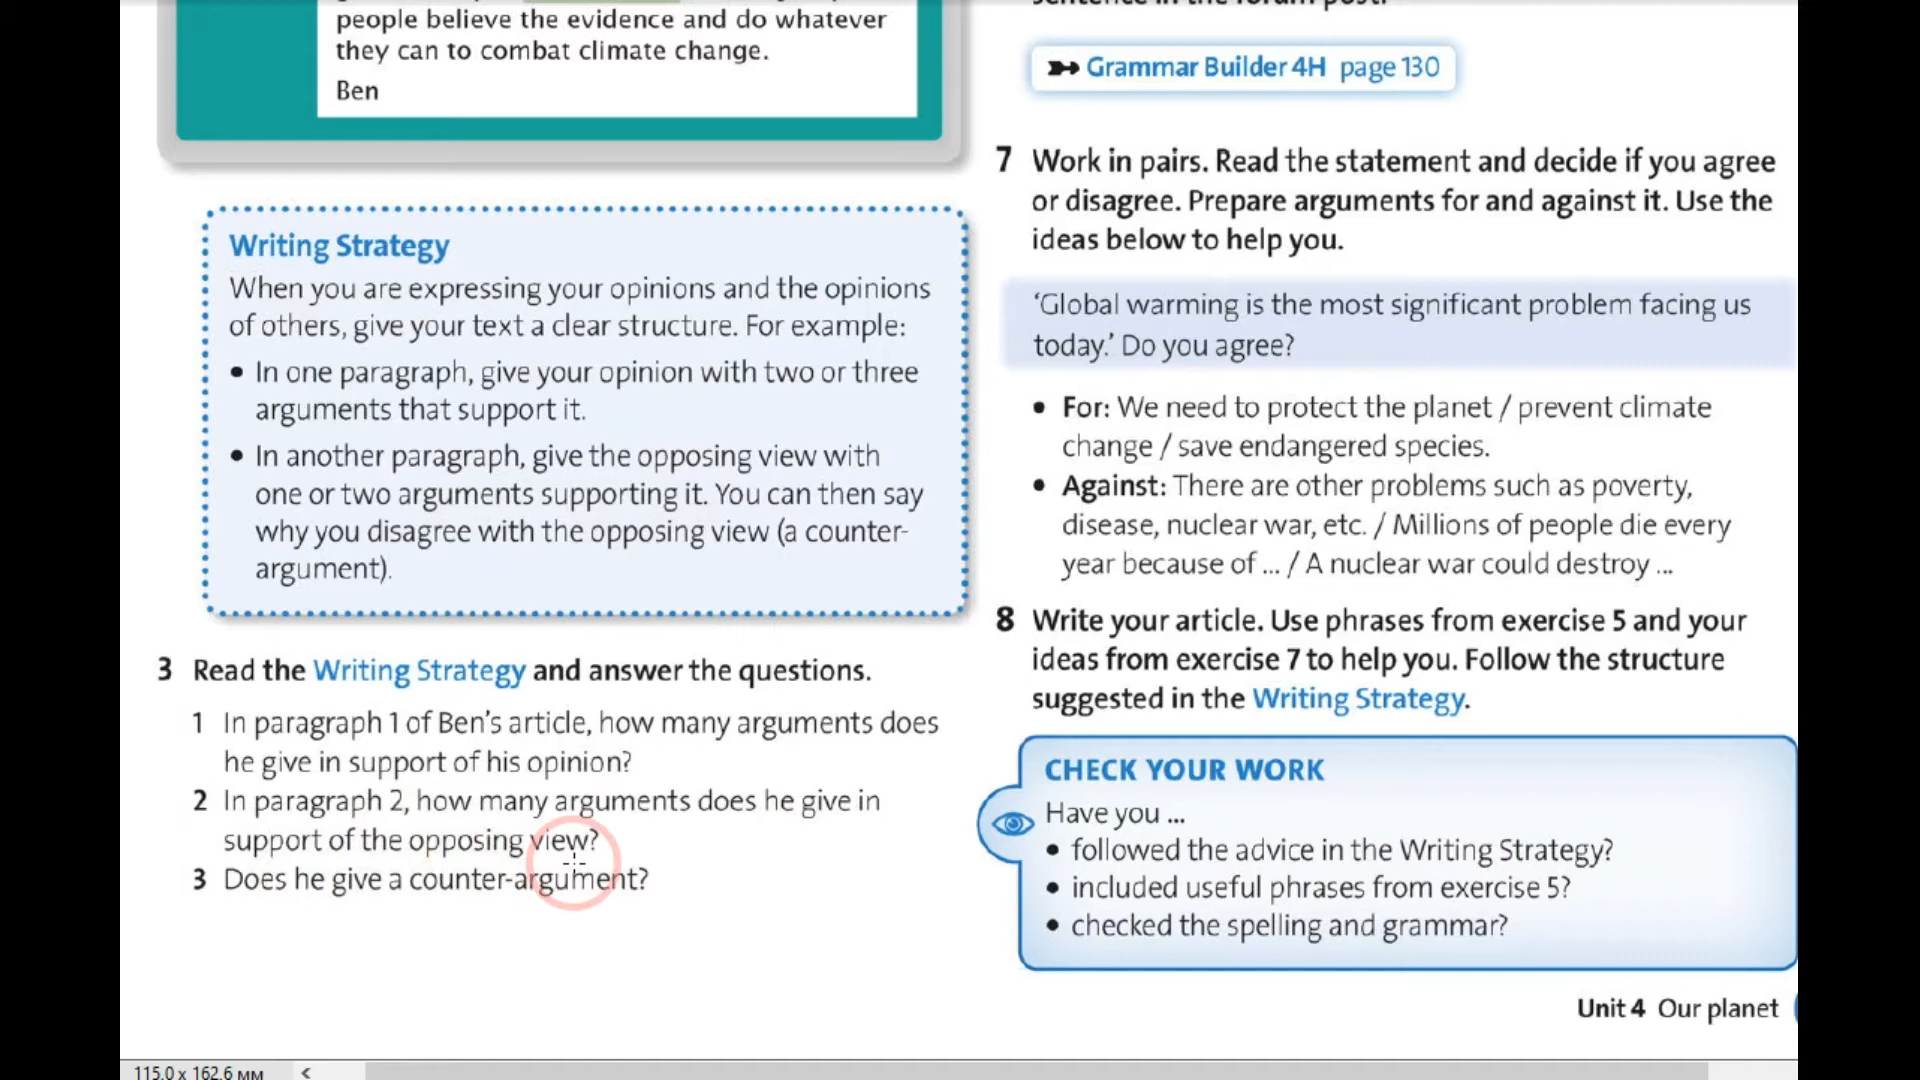 people believe the evidence and do whatever
they can to combat climate change.
Ben
Writing Strategy
When you are expressing your opinions and the opinions
of others, give your text a clear structure. For example:
• In one paragraph, give your opinion with two or three
arguments that support it.
• In another paragraph, give the opposing view with
one or two arguments supporting it. You can then say
why you disagree with the opposing view (a counter-
argument).
3 Read the Writing Strategy and answer the questions.
1 In paragraph 1 of Ben's article, how many arguments does
he give in support of his opinion?
2 In paragraph 2, how many arguments does he give in
support of the opposing view?
3 Does he give a counter-argument?
sentence in the forum post.
Grammar Builder 4H page 130
7 Work in pairs. Read the statement and decide if you agree
or disagree. Prepare arguments for and against it. Use the
ideas below to help you.
'Global warming is the most significant problem facing us
today.' Do you agree?
• For: We need to protect the planet / prevent climate
change / save endangered species.
• Against: There are other problems such as poverty,
disease, nuclear war, etc. / Millions of people die every
year because of ... / A nuclear war could destroy ...
8 Write your article. Use phrases from exercise 5 and your
ideas from exercise 7 to help you. Follow the structure
suggested in the Writing Strategy.
CHECK YOUR WORK
Have you ...
• followed the advice in the Writing Strategy?
• included useful phrases from exercise 5?
• checked the spelling and grammar?
Unit 4 Our planet
115,0 x 162,6 мм